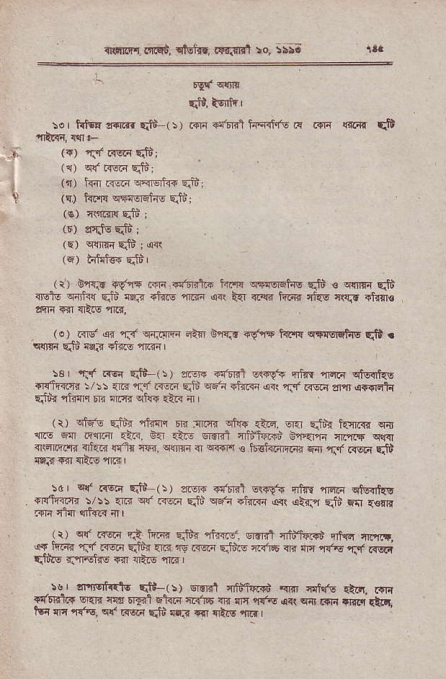 বাংলাদেশ গেজেট, অতিরিক্ত, ফেব্রুয়ারী ১০, ১৯৯৩ ৭৪৫
চতুর্থ অধ্যায়
ছুটি, ইত্যাদি।
১৩। বিভিন্ন প্রকারের ছুটি—(১) কোন কর্মচারী নিম্নবর্ণিত যে কোন ধরনের ছুটি
পাইবেন, যথা ঃ—
(ক) পূর্ণ বেতনে ছুটি;
(খ) অর্ধ বেতনে ছুটি;
(গ) বিনা বেতনে অস্বাভাবিক ছুটি;
(ঘ) বিশেষ অক্ষমতাজনিত ছুটি;
(ঙ) সংগরোধ ছুটি ;
(চ) প্রসূতি ছুটি ;
(ছ) অধ্যয়ন ছুটি ; এবং
(জ) নৈমিত্তিক ছুটি।
(২) উপযুক্ত কর্তৃপক্ষ কোন কর্মচারীকে বিশেষ অক্ষমতাজনিত ছুটি ও অধ্যয়ন ছুটি
ব্যতীত অন্যবিধ ছুটি মঞ্জুর করিতে পারেন এবং ইহা বন্ধের দিনের সহিত সংযুক্ত করিয়াও
প্রদান করা যাইতে পারে,
(৩) বোর্ড এর পূর্ব অনুমোদন লইয়া উপযুক্ত কর্তৃপক্ষ বিশেষ অক্ষমতাজনিত ছুটি ও
অধ্যয়ন ছুটি মঞ্জুর করিতে পারেন।
১৪। পূর্ণ বেতন ছুটি—(১) প্রত্যেক কর্মচারী তৎকর্তৃক দায়িত্ব পালনে অতিবাহিত
কার্যদিবসের ১/১১ হারে পূর্ণ বেতনে ছুটি অর্জন করিবেন এবং পূর্ণ বেতনে প্রাপ্য এককালীন
ছুটির পরিমাণ চার মাসের অধিক হইবে না।
(২) অর্জিত ছুটির পরিমাণ চার মাসের অধিক হইলে, তাহা ছুটির হিসাবের অন্য
খাতে জমা দেখানো হইবে, উহা হইতে ডাক্তারী সার্টিফিকেট উপস্থাপন সাপেক্ষে অথবা
বাংলাদেশের বাহিরে ধর্মীয় সফর, অধ্যয়ন বা অবকাশ ও চিত্তবিনোদনের জন্য পূর্ণ বেতনে ছুটি
মঞ্জুর করা যাইতে পারে।
১৫। অর্ধ বেতনে ছুটি—(১) প্রত্যেক কর্মচারী তৎকর্তৃক দায়িত্ব পালনে অতিবাহিত
কার্যদিবসের ১/১১ হারে অর্ধ বেতনে ছুটি অর্জন করিবেন এবং এইরূপ ছুটি জমা হওয়ার
কোন সীমা থাকিবে না।
(২) অর্ধ বেতনে দুই দিনের ছুটির পরিবর্তে, ডাক্তারী সার্টিফিকেট দাখিল সাপেক্ষে,
এক দিনের পূর্ণ বেতনে ছুটির হারে গড় বেতনে ছুটিতে সর্বোচ্চ বার মাস পর্যন্ত পূর্ণ বেতনে
ছুটিতে রূপান্তরিত করা যাইতে পারে।
১৬। প্রাপ্যতাবিহীন ছুটি—(১) ডাক্তারী সার্টিফিকেট দ্বারা সমর্থিত হইলে, কোন
কর্মচারীকে তাহার সমগ্র চাকুরী জীবনে সর্বোচ্চ বার মাস পর্যন্ত এবং অন্য কোন কারণে হইলে,
তিন মাস পর্যন্ত, অর্ধ বেতনে ছুটি মঞ্জুর করা যাইতে পারে।